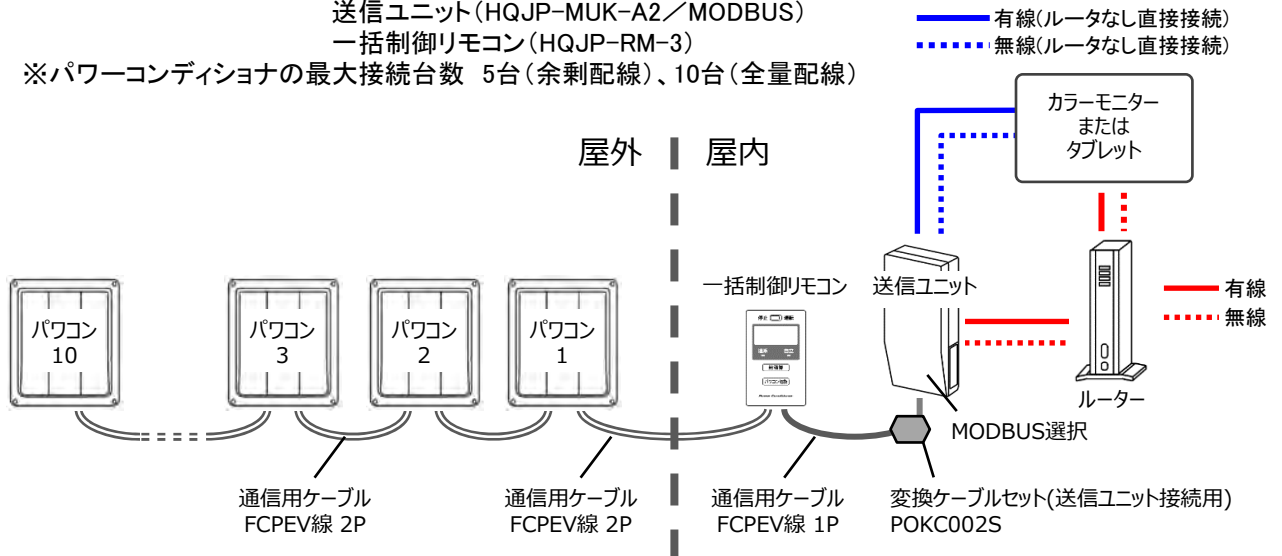 送信ユニット(HQJP-MUK-A2/MODBUS)
一括制御リモコン(HQJP-RM-3)
※パワーコンディショナの最大接続台数 5台(余剰配線)、10台(全量配線)
有線(ルータなし直接接続)
無線(ルータなし直接接続)
カラーモニター
または
タブレット
屋外
屋内
一括制御リモコン
送信ユニット
有線
無線
パワコン
10
パワコン
3
パワコン
2
パワコン
1
停止
運転
連系
自立
ルーター
MODBUS選択
通信用ケーブル
FCPEV線 2P
通信用ケーブル
FCPEV線 2P
通信用ケーブル
FCPEV線 1P
変換ケーブルセット(送信ユニット接続用)
POKC002S